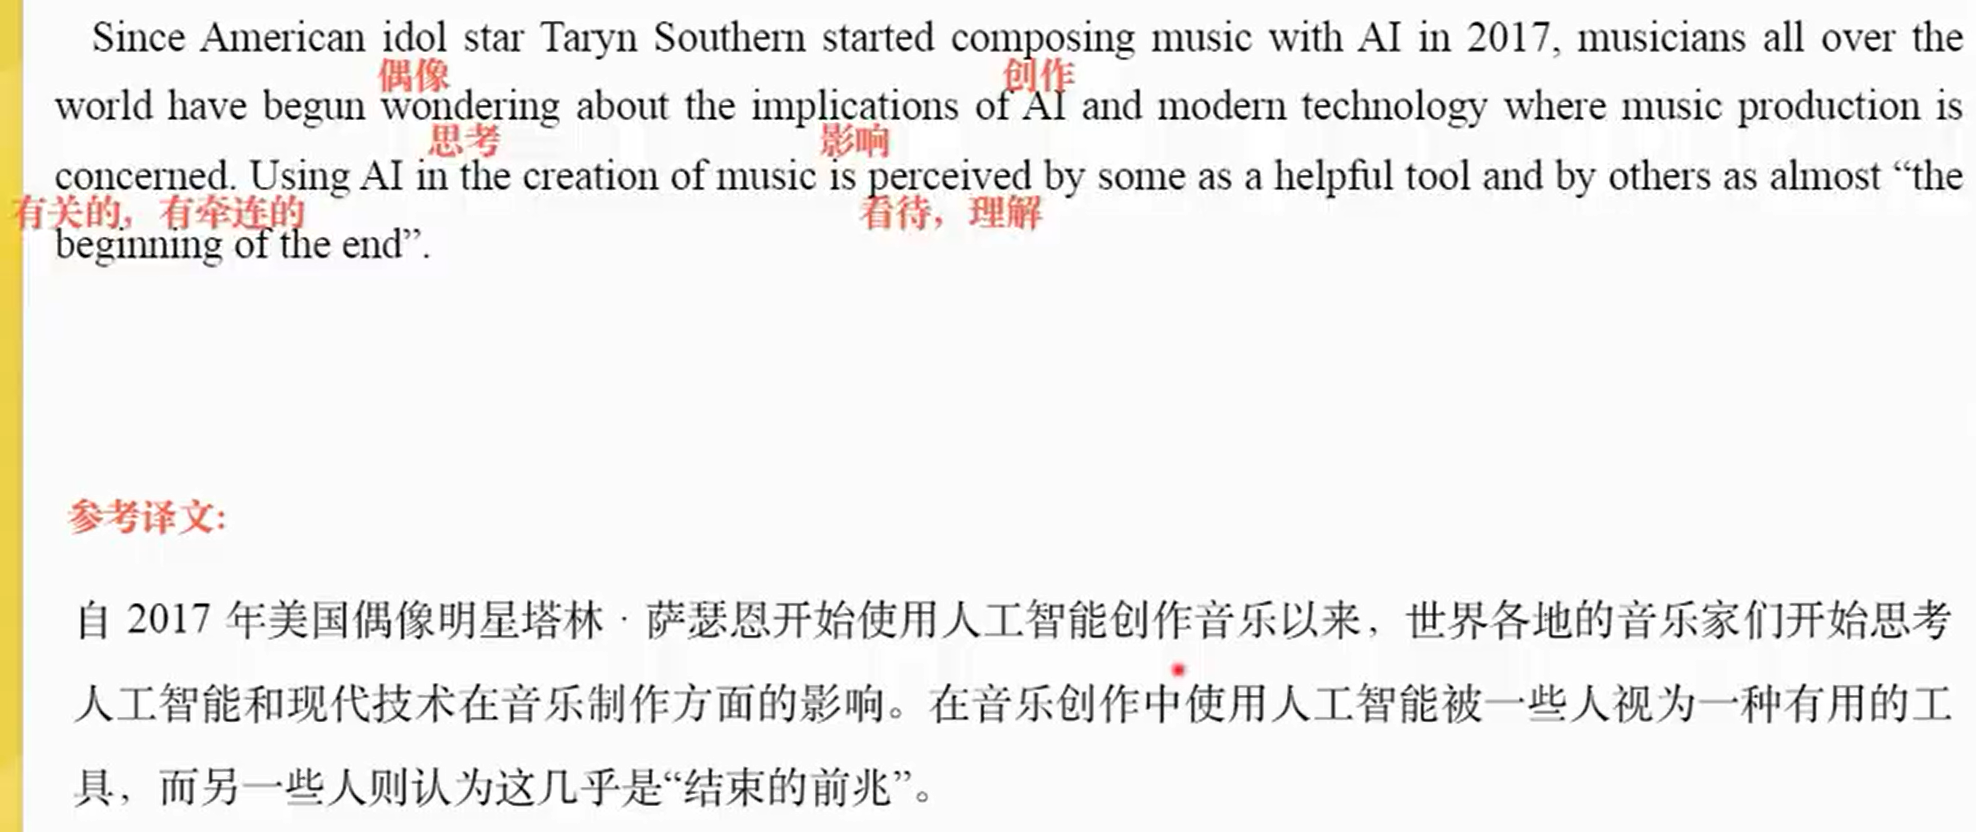 Since American idol star Taryn Southern started composing music with AI in 2017, musicians all over the
偶像 创作
world have begun wondering about the implications of AI and modern technology where music production is
思考 影响
concerned. Using AI in the creation of music is perceived by some as a helpful tool and by others as almost “the
有关的，有牵连的 看待，理解
beginning of the end”.
参考译文:
自 2017 年美国偶像明星塔林 · 萨瑟恩开始使用人工智能创作音乐以来，世界各地的音乐家们开始思考
人工智能和现代技术在音乐制作方面的影响。在音乐创作中使用人工智能被一些人视为一种有用的工
具，而另一些人则认为这几乎是“结束的前兆”。